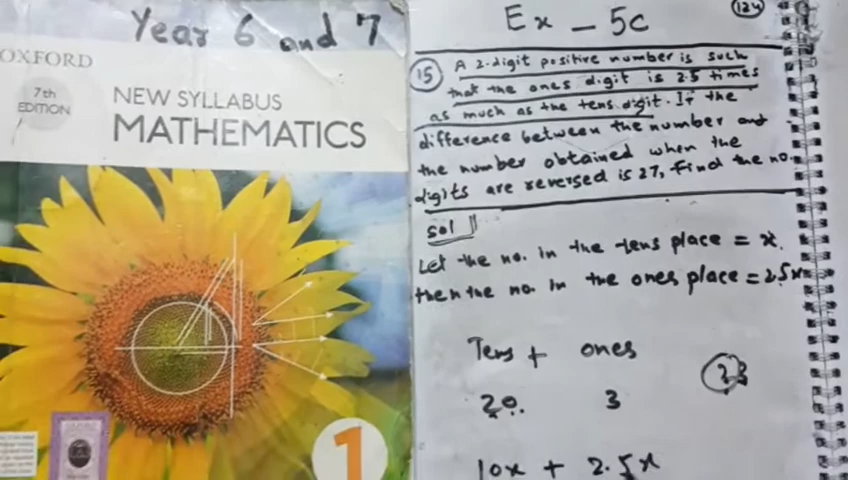 Year 6 and 7
OXFORD
7th
EDITION
NEW SYLLABUS
MATHEMATICS
1
Ex - 5c
124
15 A 2-digit positive number is such
that the ones digit is 2.5 times
as much as the tens digit. If the
difference between the number and
the number obtained when the
digits are reversed is 27, find the no.
Sol
Let the no. in the tens place = x.
then the no. in the ones place = 2.5x
Tens + ones
20. 3
23
10x + 2.5x